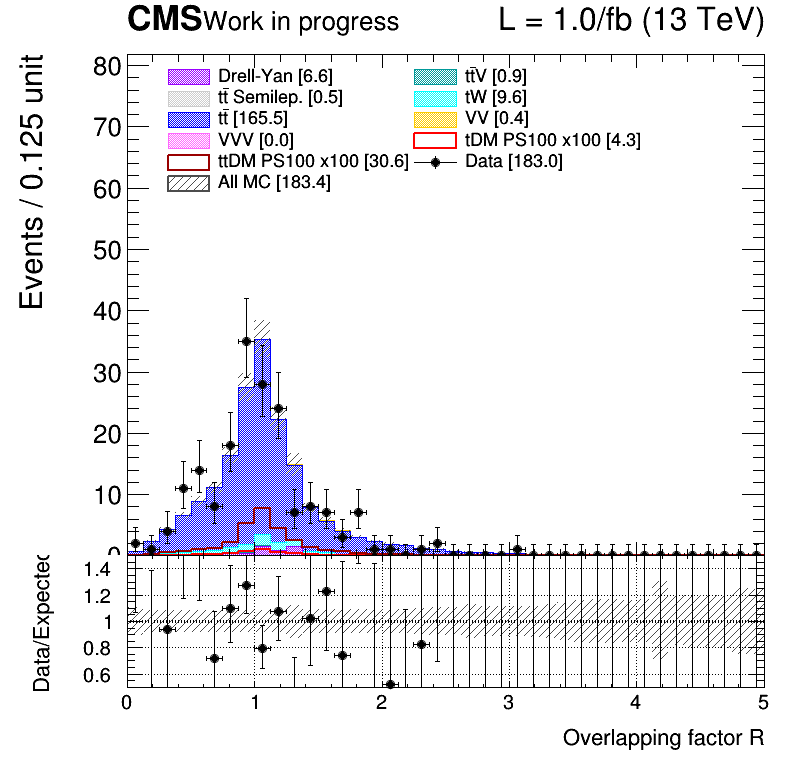 CMS Work in progress L = 1.0/fb (13 TeV)
Events / 0.125 unit
80
70
60
50
40
30
20
10
0
Drell-Yan [6.6] tt̄V [0.9]
tt̄ Semilep. [0.5] tW [9.6]
tt̄ [165.5] VV [0.4]
VVV [0.0] tDM PS100 x100 [4.3]
ttDM PS100 x100 [30.6] Data [183.0]
All MC [183.4]
Data/Expected
1.4
1.2
1
0.8
0.6
0 1 2 3 4 5
Overlapping factor R